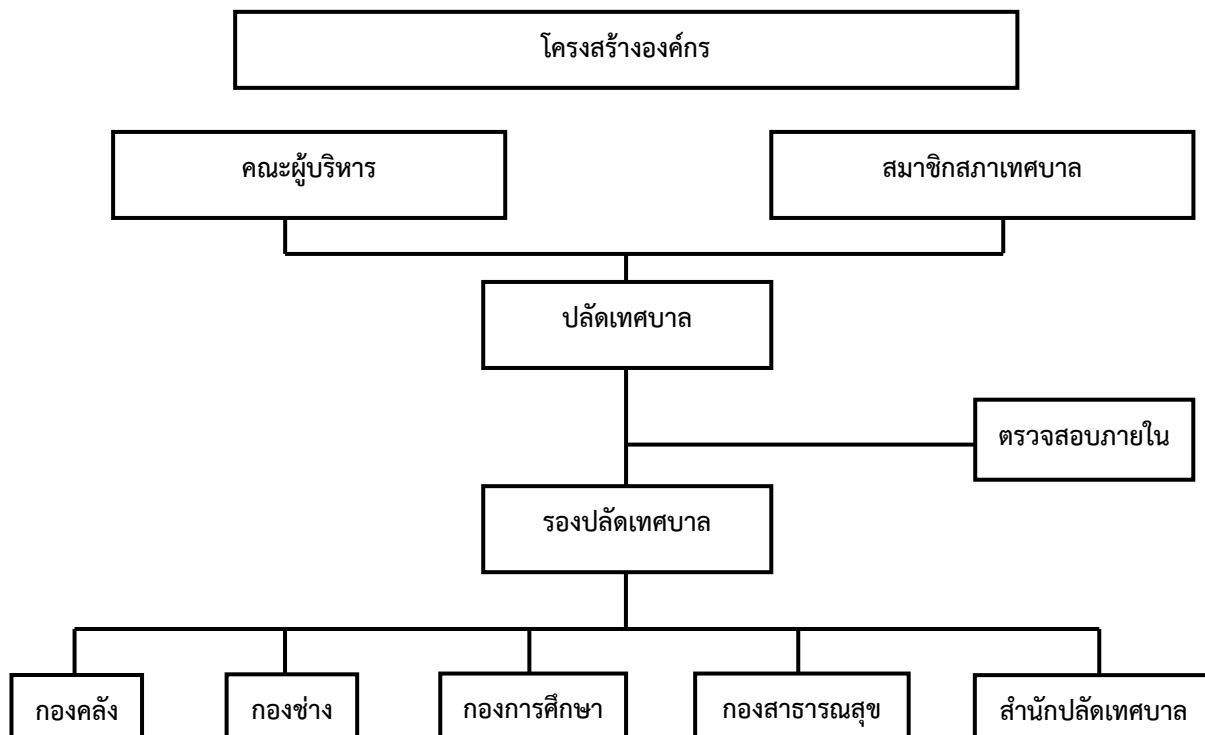 โครงสร้างองค์กร
คณะผู้บริหาร
สมาชิกสภาเทศบาล
ปลัดเทศบาล
ตรวจสอบภายใน
รองปลัดเทศบาล
กองคลัง
กองช่าง
กองการศึกษา
กองสาธารณสุข
สำนักปลัดเทศบาล